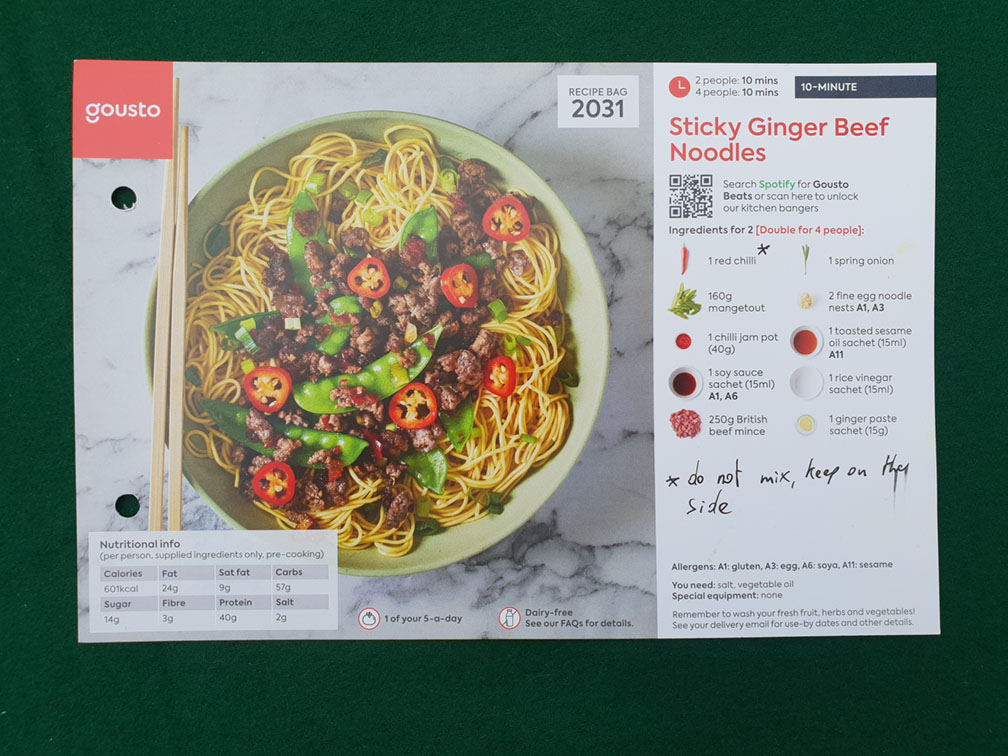 gousto
RECIPE BAG
2031
2 people: 10 mins
4 people: 10 mins
10-MINUTE
Sticky Ginger Beef
Noodles
Search Spotify for Gousto
Beats or scan here to unlock
our kitchen bangers
Ingredients for 2 [Double for 4 people]:
1 red chilli *
1 spring onion
160g
mangetout
2 fine egg noodle
nests A1, A3
1 chilli jam pot
(40g)
1 toasted sesame
oil sachet (15ml)
A11
1 soy sauce
sachet (15ml)
A1, A6
1 rice vinegar
sachet (15ml)
250g British
beef mince
1 ginger paste
sachet (15g)
* do not mix, keep on the
side
Allergens: A1: gluten, A3: egg, A6: soya, A11: sesame
You need: salt, vegetable oil
Special equipment: none
Remember to wash your fresh fruit, herbs and vegetables!
See your delivery email for use-by dates and other details.
Nutritional info
(per person, supplied ingredients only, pre-cooking)
Calories Fat Sat fat Carbs
601kcal 24g 9g 57g
Sugar Fibre Protein Salt
14g 3g 40g 2g
1 of your 5-a-day
Dairy-free
See our FAQs for details.